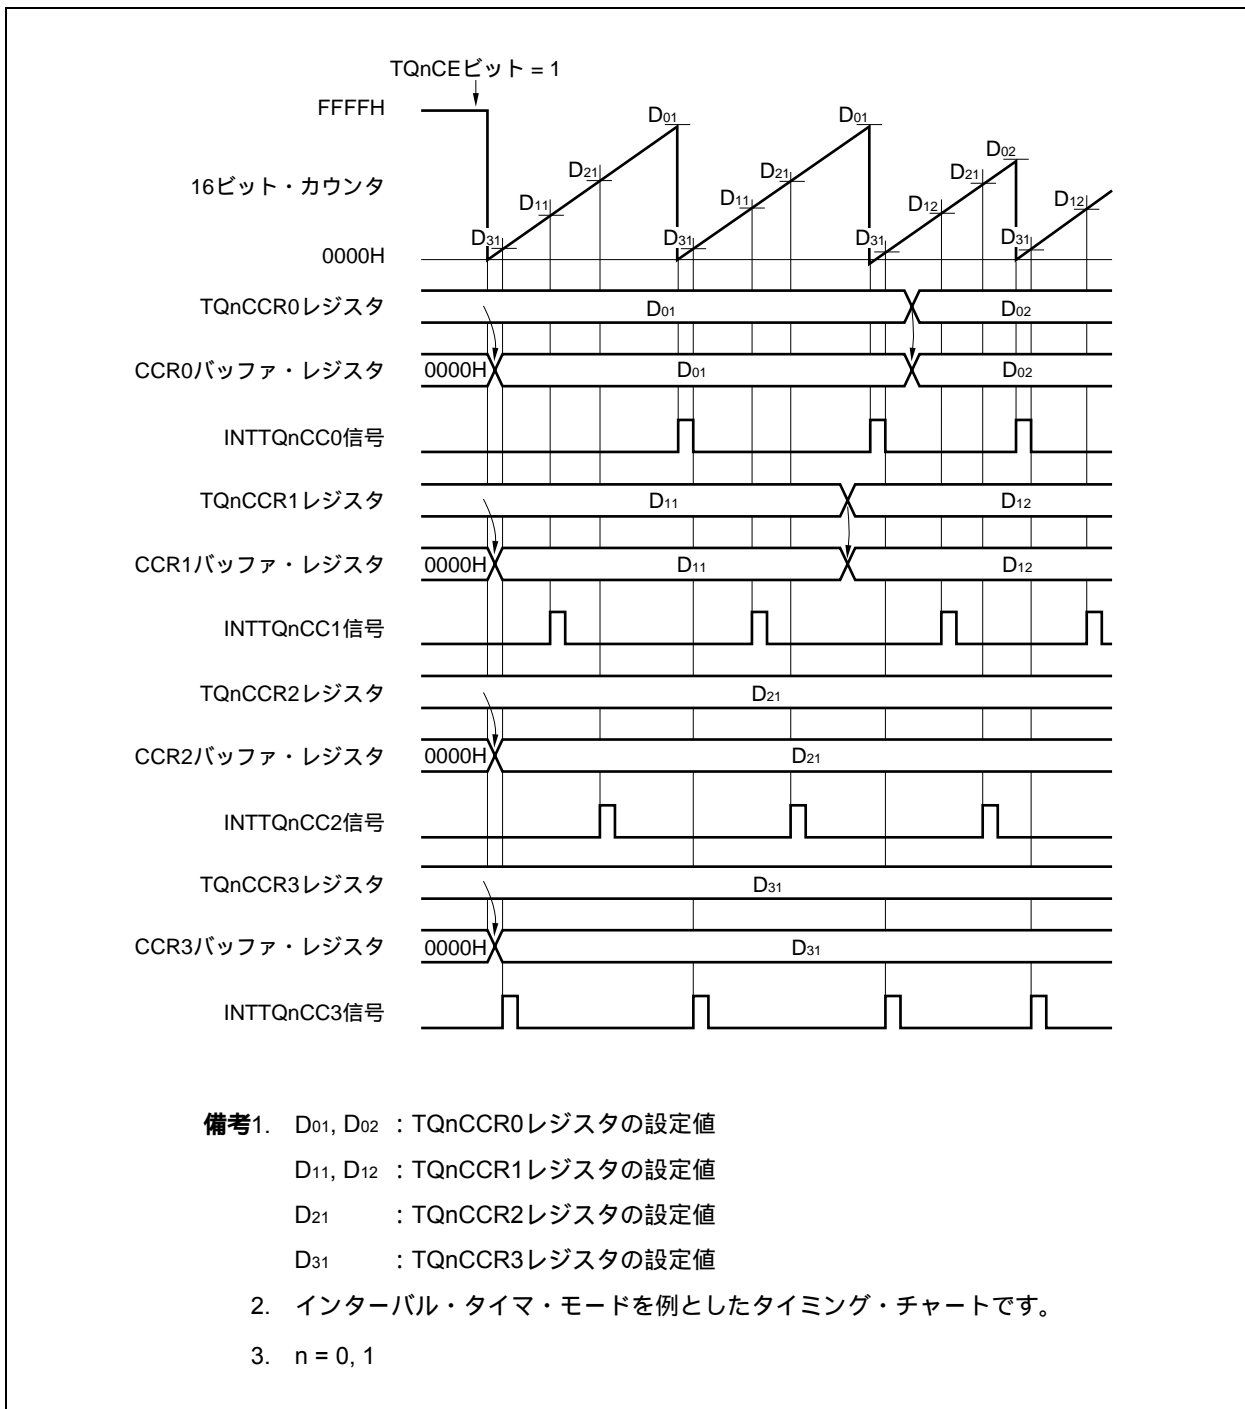 TQnCEビット = 1
FFFFH
D01 D01
D02
D21 D21 D21
16ビット・カウンタ
D11 D11 D12 D12
D31 D31 D31 D31
0000H
TQnCCR0レジスタ D01 D02
CCR0バッファ・レジスタ 0000H D01 D02
INTTQnCC0信号
TQnCCR1レジスタ D11 D12
CCR1バッファ・レジスタ 0000H D11 D12
INTTQnCC1信号
TQnCCR2レジスタ D21
CCR2バッファ・レジスタ 0000H D21
INTTQnCC2信号
TQnCCR3レジスタ D31
CCR3バッファ・レジスタ 0000H D31
INTTQnCC3信号
備考1. D01, D02 : TQnCCR0レジスタの設定値
D11, D12 : TQnCCR1レジスタの設定値
D21 : TQnCCR2レジスタの設定値
D31 : TQnCCR3レジスタの設定値
2. インターバル・タイマ・モードを例としたタイミング・チャートです。
3. n = 0, 1